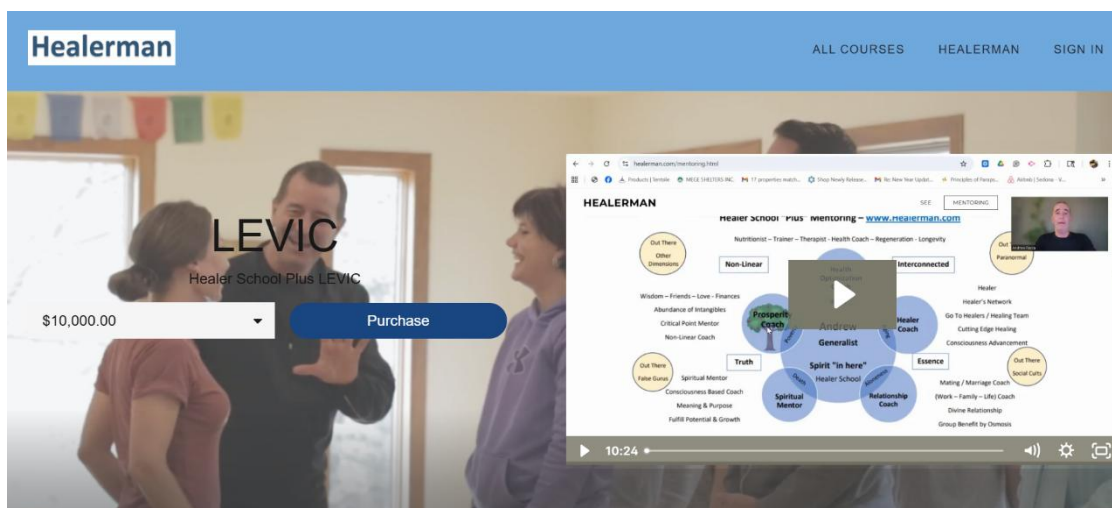 Healerman
ALL COURSES
HEALERMAN
SIGN IN
LEVIC
Healer School Plus LEVIC
$10,000.00
Purchase
healerman.com/mentoring.html
HEALERMAN
SEE
MENTORING
Healer School "Plus" Mentoring – www.Healerman.com
Nutritionist – Trainer – Therapist - Health Coach – Regeneration - Longevity
Out There
Other
Dimensions
Non-Linear
Interconnected
Out There
Paranormal
Wisdom – Friends – Love - Finances
Abundance of Intangibles
Critical Point Mentor
Non-Linear Coach
Coach
Andrew
Generalist
Spirit "in here"
Healer School
Healer
Coach
Healer
Healer's Network
Go To Healers / Healing Team
Cutting Edge Healing
Consciousness Advancement
Out There
False Gurus
Truth
Spiritual Mentor
Consciousness Based Coach
Meaning & Purpose
Fulfill Potential & Growth
Spiritual
Mentor
Relationship
Coach
Essence
Out There
Social Cults
Mating / Marriage Coach
(Work – Family – Life) Coach
Divine Relationship
Group Benefit by Osmosis
10:24